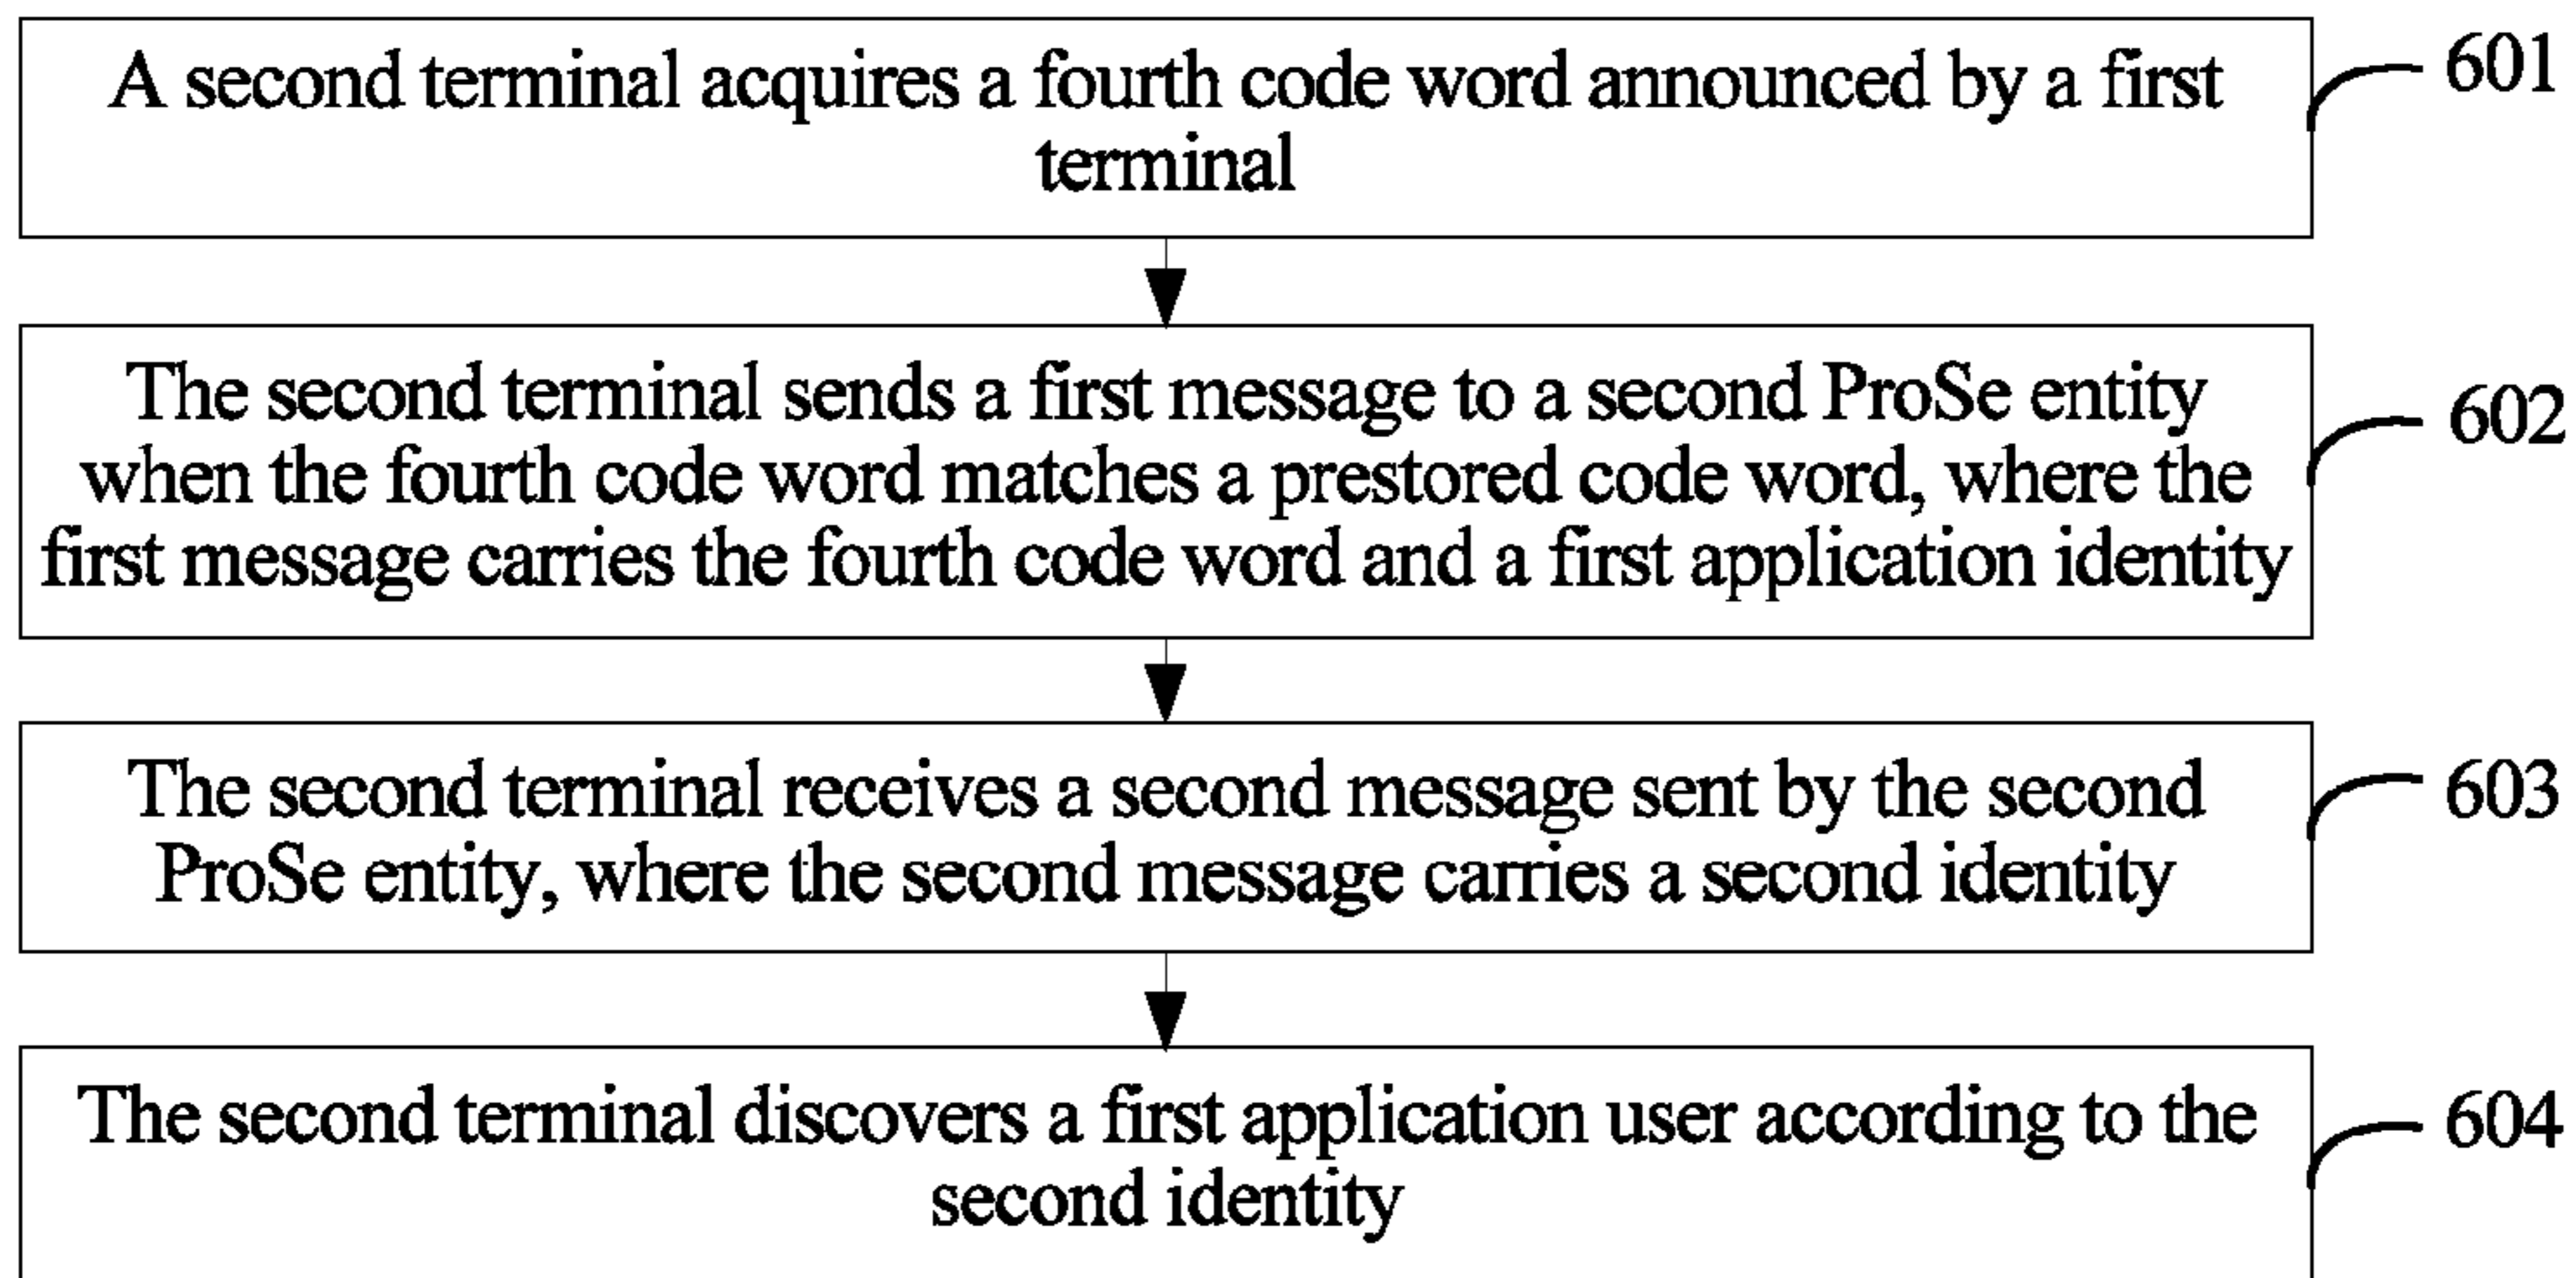 A second terminal acquires a fourth code word announced by a first
terminal
601
The second terminal sends a first message to a second ProSe entity
when the fourth code word matches a prestored code word, where the
first message carries the fourth code word and a first application identity
602
The second terminal receives a second message sent by the second
ProSe entity, where the second message carries a second identity
603
The second terminal discovers a first application user according to the
second identity
604